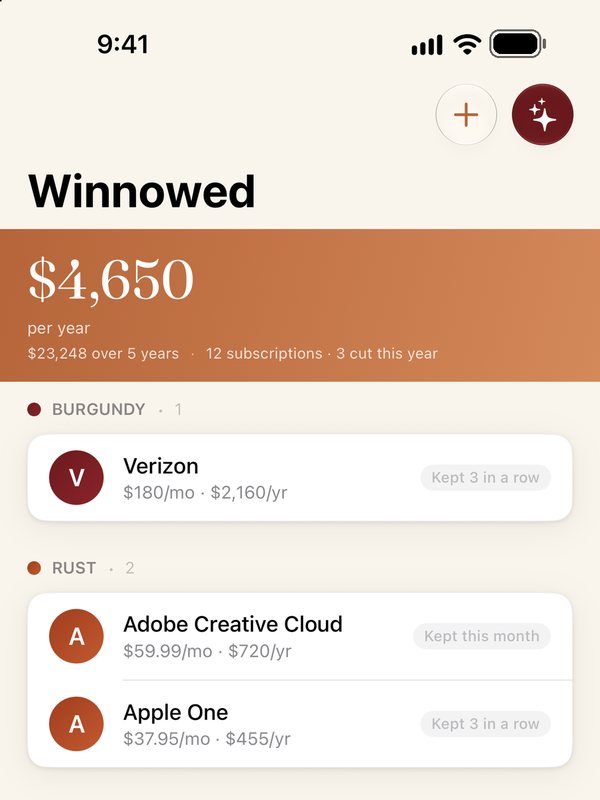 9:41
Winnowed
$4,650
per year
$23,248 over 5 years · 12 subscriptions · 3 cut this year
BURGUNDY · 1
V
Verizon
$180/mo · $2,160/yr
Kept 3 in a row
RUST · 2
A
Adobe Creative Cloud
$59.99/mo · $720/yr
Kept this month
A
Apple One
$37.95/mo · $455/yr
Kept 3 in a row